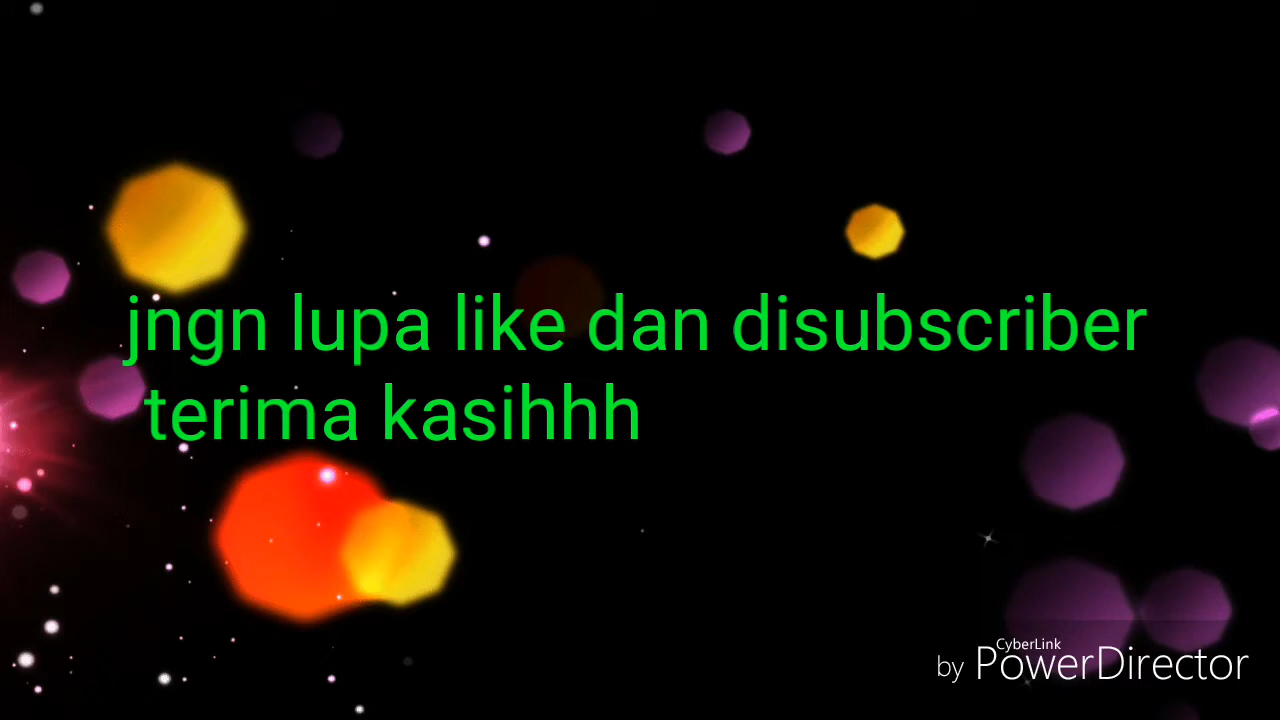 jngn lupa like dan disubscriber
terima kasihhh
CyberLink
by PowerDirector